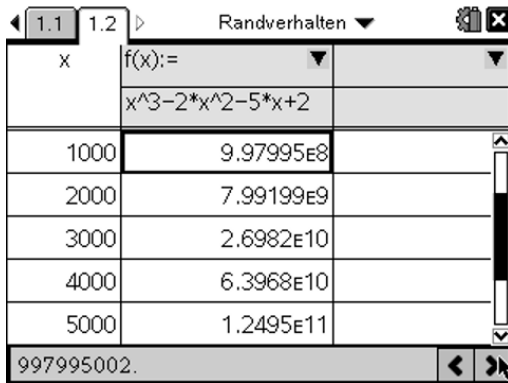 1.1 1.2 Randverhalten
x f(x):=
x^3-2*x^2-5*x+2
1000 9.97995E8
2000 7.99199E9
3000 2.6982E10
4000 6.3968E10
5000 1.2495E11
997995002.